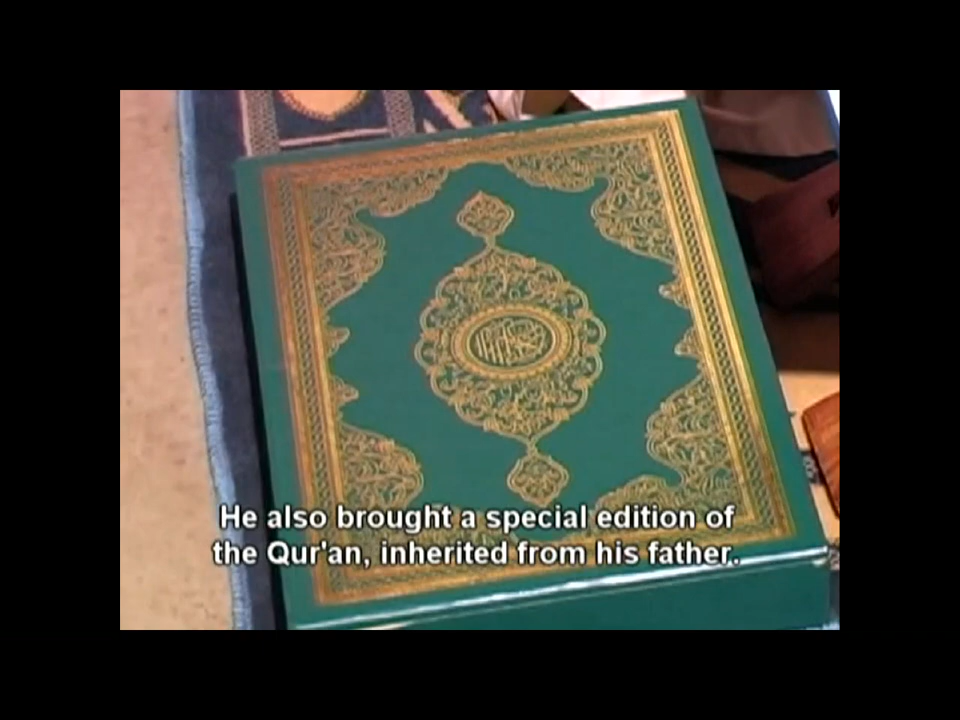 He also brought a special edition of
the Qur'an, inherited from his father.